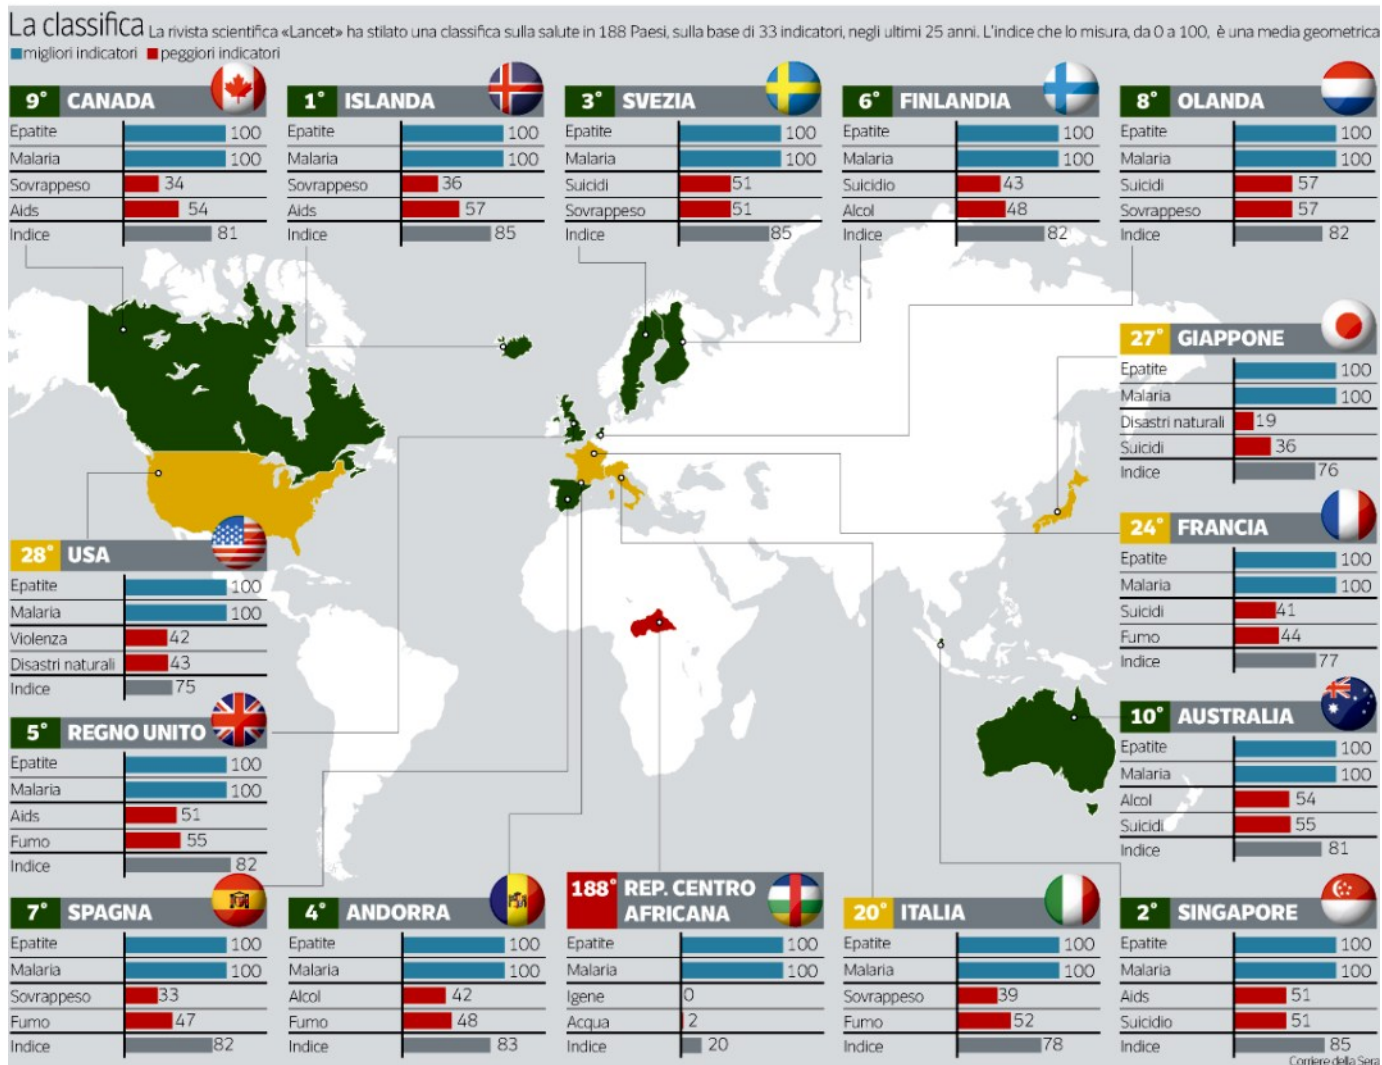 La classifica La rivista scientifica «Lancet» ha stilato una classifica sulla salute in 188 Paesi, sulla base di 33 indicatori, negli ultimi 25 anni. L'indice che lo misura, da 0 a 100, è una media geometrica
migliori indicatori peggiori indicatori
9° CANADA
Epatite 100
Malaria 100
Sovrappeso 34
Aids 54
Indice 81
1° ISLANDA
Epatite 100
Malaria 100
Sovrappeso 36
Aids 57
Indice 85
3° SVEZIA
Epatite 100
Malaria 100
Suicidi 51
Sovrappeso 51
Indice 85
6° FINLANDIA
Epatite 100
Malaria 100
Suicidio 43
Alcol 48
Indice 82
8° OLANDA
Epatite 100
Malaria 100
Suicidi 57
Sovrappeso 57
Indice 82
27° GIAPPONE
Epatite 100
Malaria 100
Disastri naturali 19
Suicidi 36
Indice 76
24° FRANCIA
Epatite 100
Malaria 100
Suicidi 41
Fumo 44
Indice 77
28° USA
Epatite 100
Malaria 100
Violenza 42
Disastri naturali 43
Indice 75
5° REGNO UNITO
Epatite 100
Malaria 100
Aids 51
Fumo 55
Indice 82
10° AUSTRALIA
Epatite 100
Malaria 100
Alcol 54
Suicidi 55
Indice 81
7° SPAGNA
Epatite 100
Malaria 100
Sovrappeso 33
Fumo 47
Indice 82
4° ANDORRA
Epatite 100
Malaria 100
Alcol 42
Fumo 48
Indice 83
188° REP. CENTRO
AFRICANA
Epatite 100
Malaria 100
Igene 0
Acqua 2
Indice 20
20° ITALIA
Epatite 100
Malaria 100
Sovrappeso 39
Fumo 52
Indice 78
2° SINGAPORE
Epatite 100
Malaria 100
Aids 51
Suicidio 51
Indice 85
Corriere della Sera